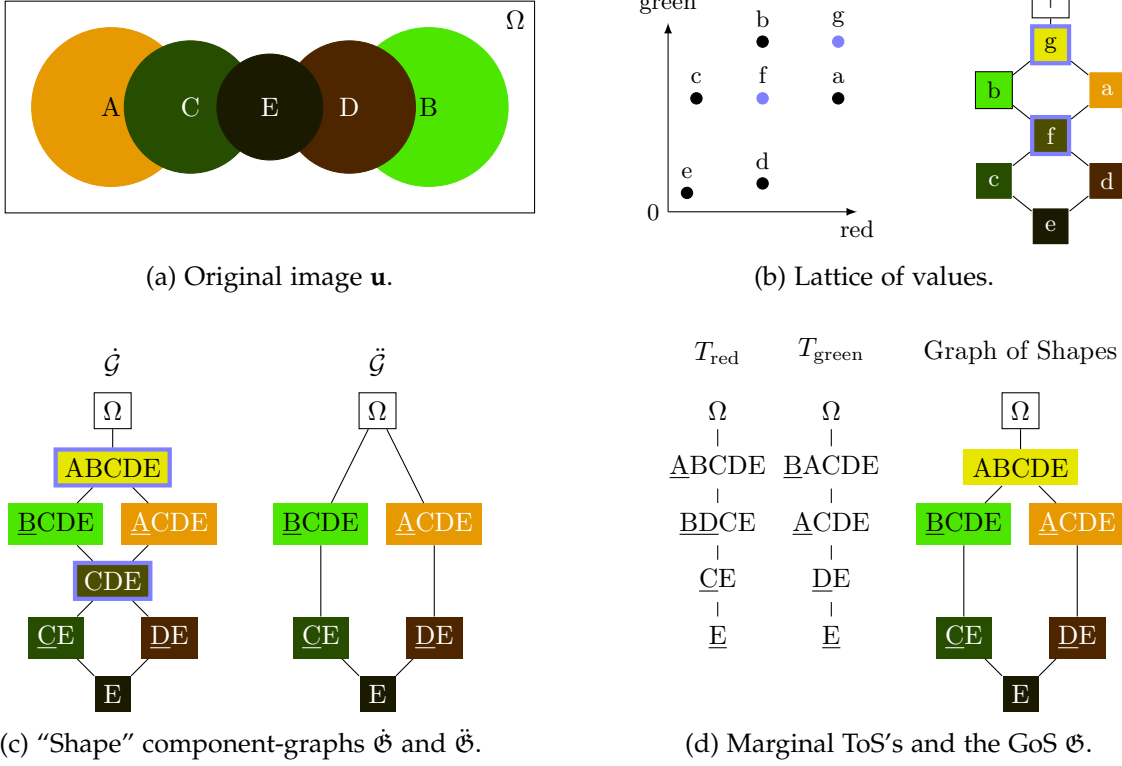 Ω
A C E D B
(a) Original image u.
green
b g
c f a
d
e
0
red
g
b a
f
c d
e
(b) Lattice of values.
𝒢̇ 𝒢̈
Ω Ω
ABCDE
BCDE ACDE BCDE ACDE
CDE
CE DE CE DE
E E
(c) “Shape” component-graphs 𝔊̇ and 𝔊̈.
T_red T_green Graph of Shapes
Ω Ω Ω
ABCDE BACDE ABCDE
BDCE ACDE BCDE ACDE
CE DE
E E CE DE
E
(d) Marginal ToS's and the GoS 𝔊.